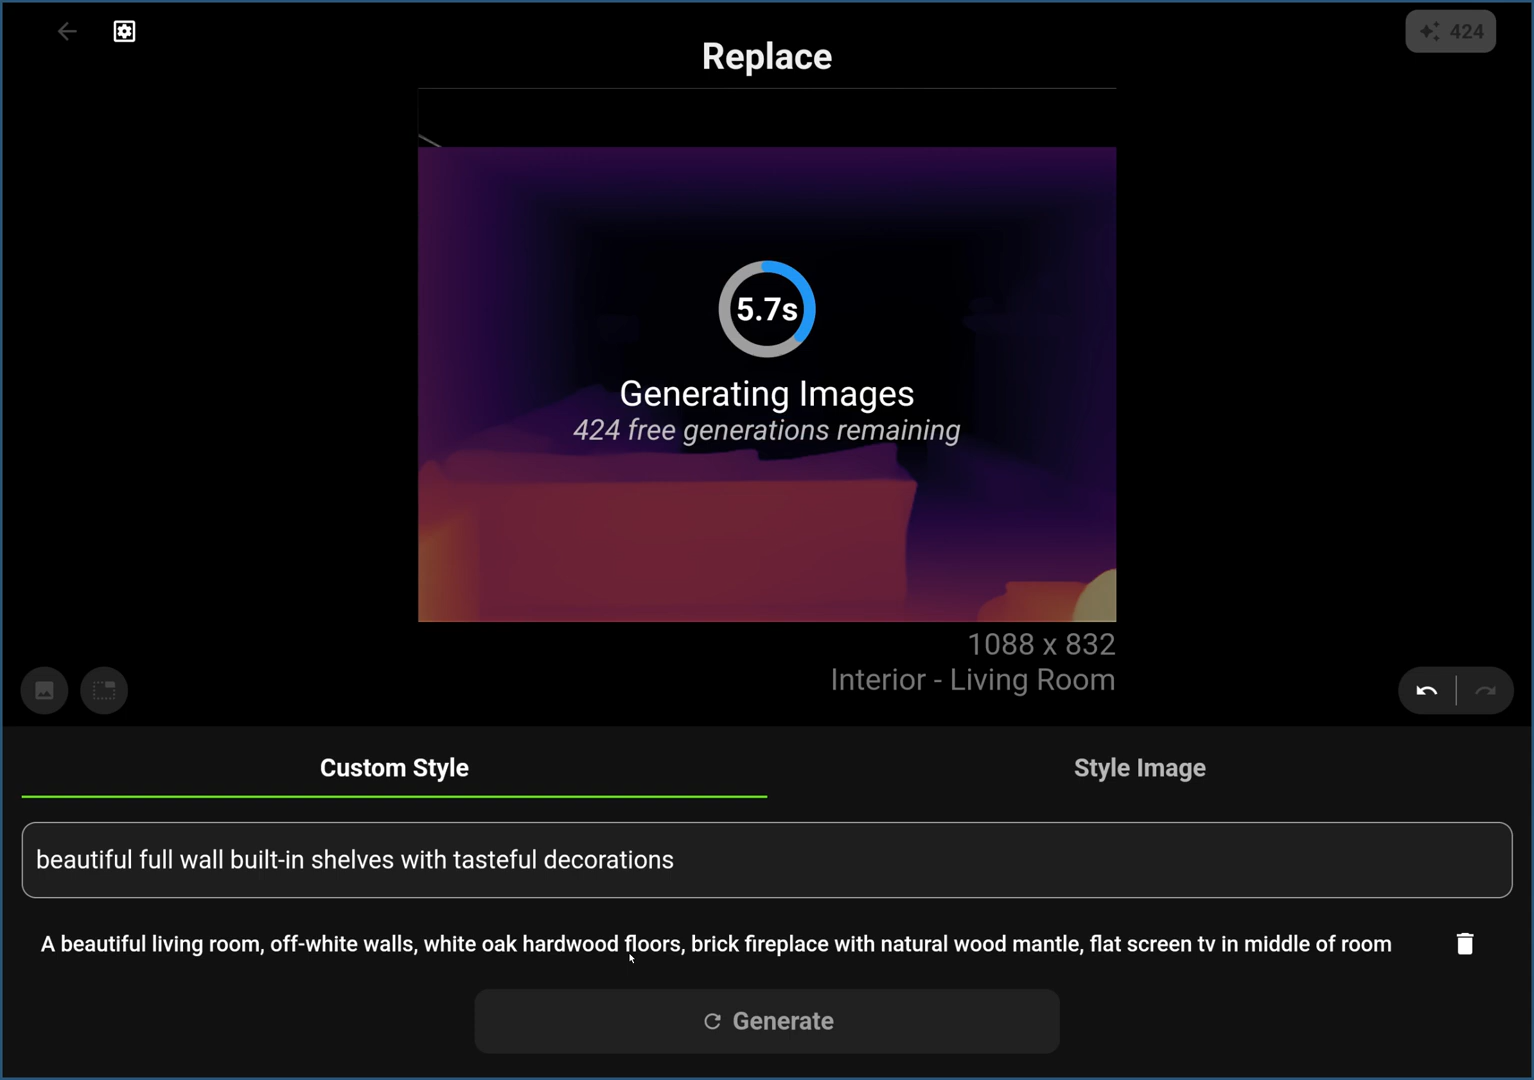 424
Replace
5.7s
Generating Images
424 free generations remaining
1088 x 832
Interior - Living Room
Custom Style
Style Image
beautiful full wall built-in shelves with tasteful decorations
A beautiful living room, off-white walls, white oak hardwood floors, brick fireplace with natural wood mantle, flat screen tv in middle of room
Generate